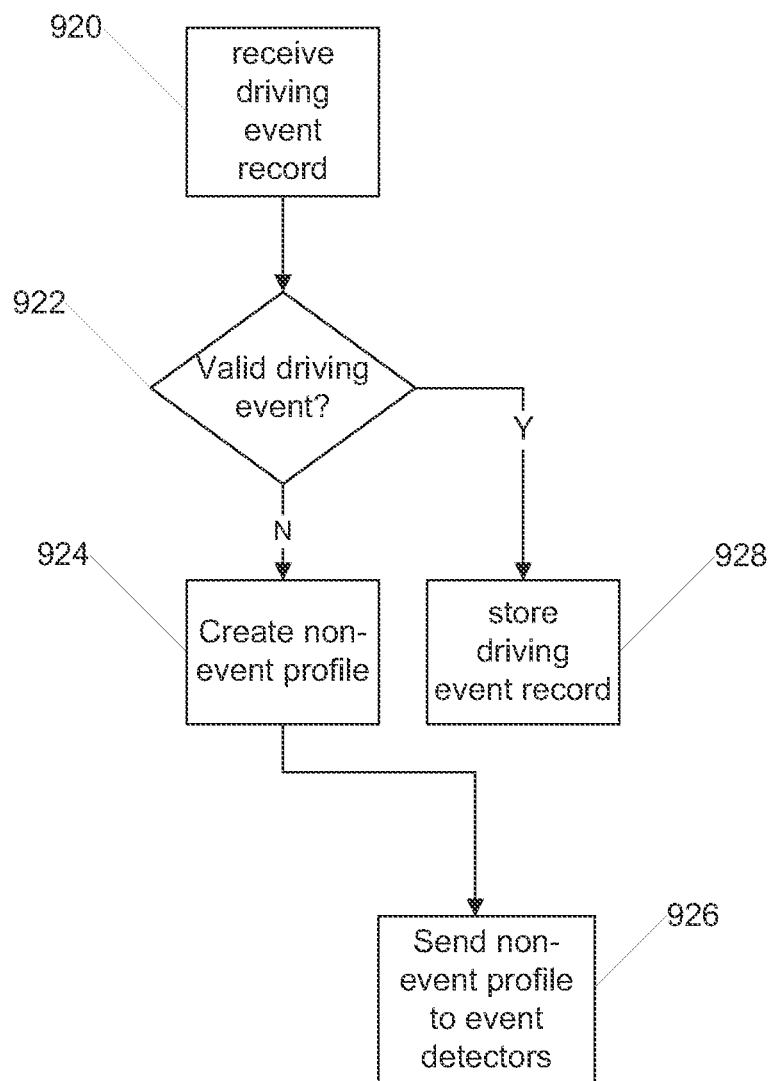 920
receive
driving
event
record
922
Valid driving
event?
Y
N
924
Create non-
event profile
928
store
driving
event record
926
Send non-
event profile
to event
detectors